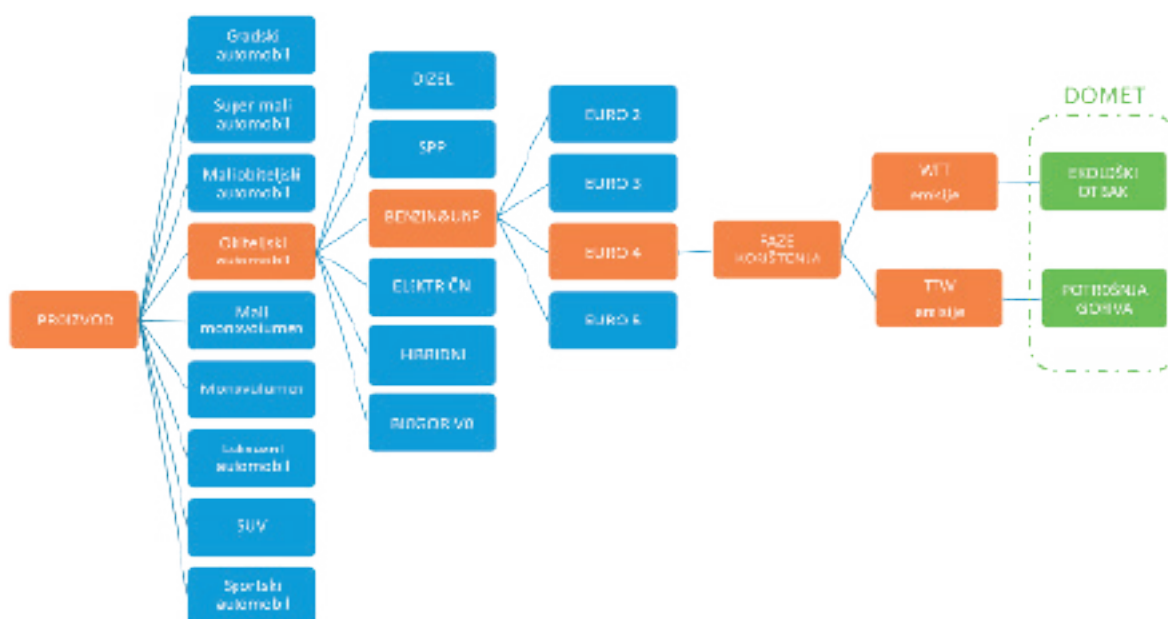 PROIZVOD
Gradski
automobil
Super mali
automobil
Maliobiteljski
automobil
Obiteljski
automobil
Mali
monovolumen
Monovolumen
Luksuzni
automobil
SUV
Sportski
automobil
DIZEL
SPP
BENZIN&UNP
ELEKTRIČN
HIBRIDNI
BIOGORIVO
EURO 2
EURO 3
EURO 4
EURO 5
FAZE
KORIŠTENJA
WTT
emisije
TTW
emisije
DOMET
EKOLOŠKI
OTISAK
POTROŠNJA
GORIVA